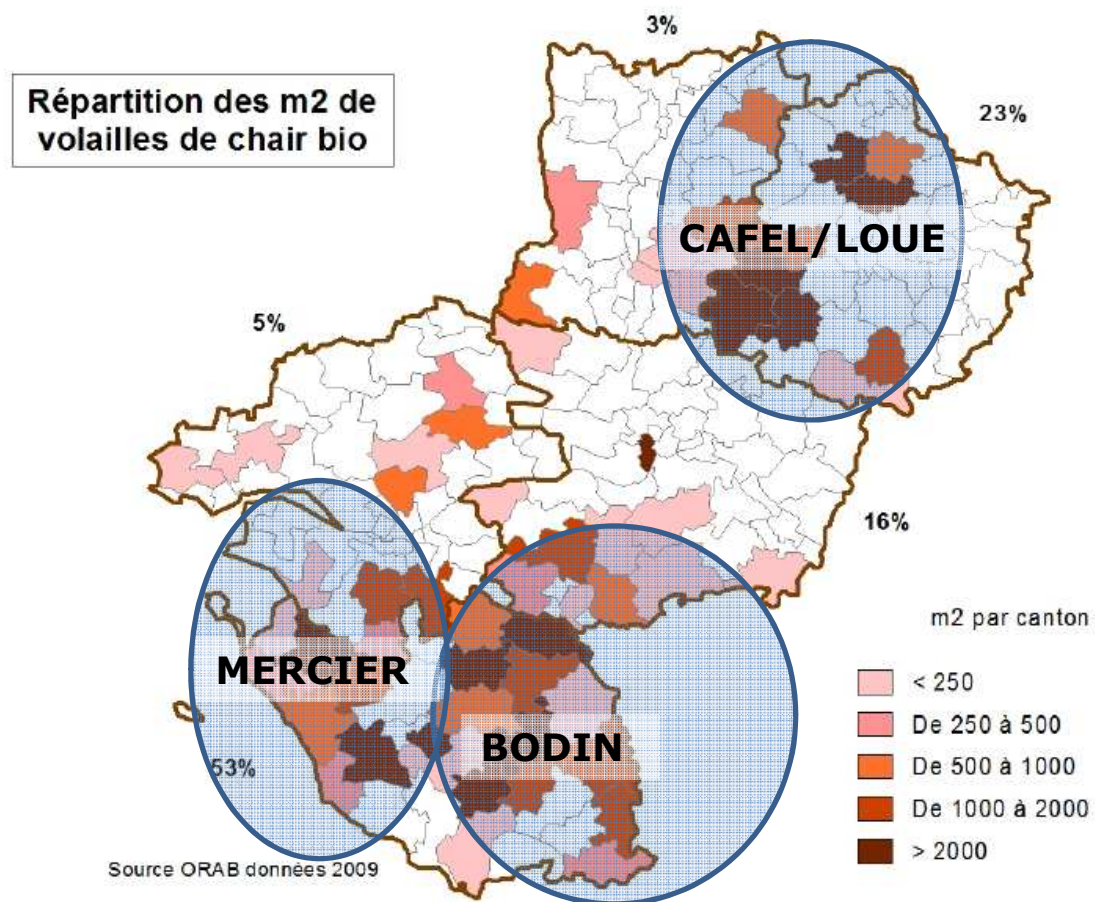 Répartition des m2 de
volailles de chair bio
3%
23%
CAFEL/LOUE
5%
16%
MERCIER
BODIN
53%
m2 par canton
< 250
De 250 à 500
De 500 à 1000
De 1000 à 2000
> 2000
Source ORAB données 2009